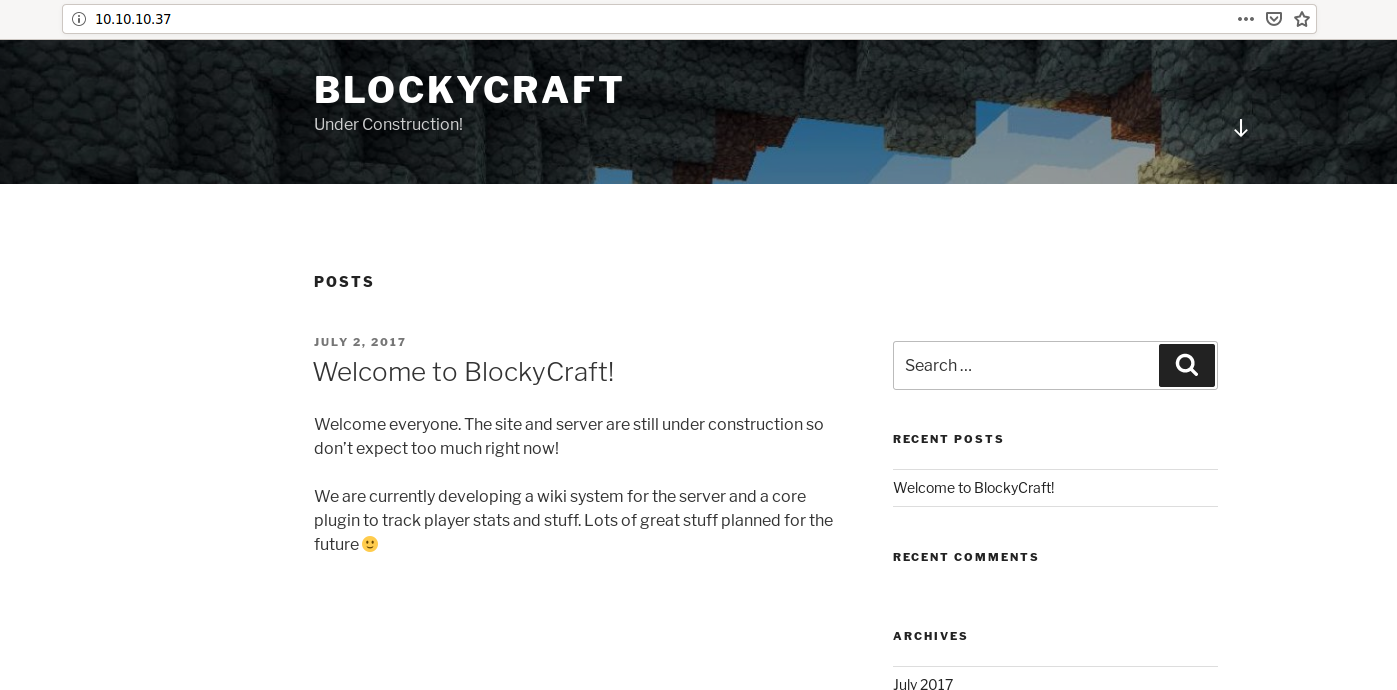 10.10.10.37
BLOCKYCRAFT
Under Construction!
POSTS
JULY 2, 2017
Welcome to BlockyCraft!
Welcome everyone. The site and server are still under construction so
don’t expect too much right now!
We are currently developing a wiki system for the server and a core
plugin to track player stats and stuff. Lots of great stuff planned for the
future 🙂
Search …
RECENT POSTS
Welcome to BlockyCraft!
RECENT COMMENTS
ARCHIVES
July 2017